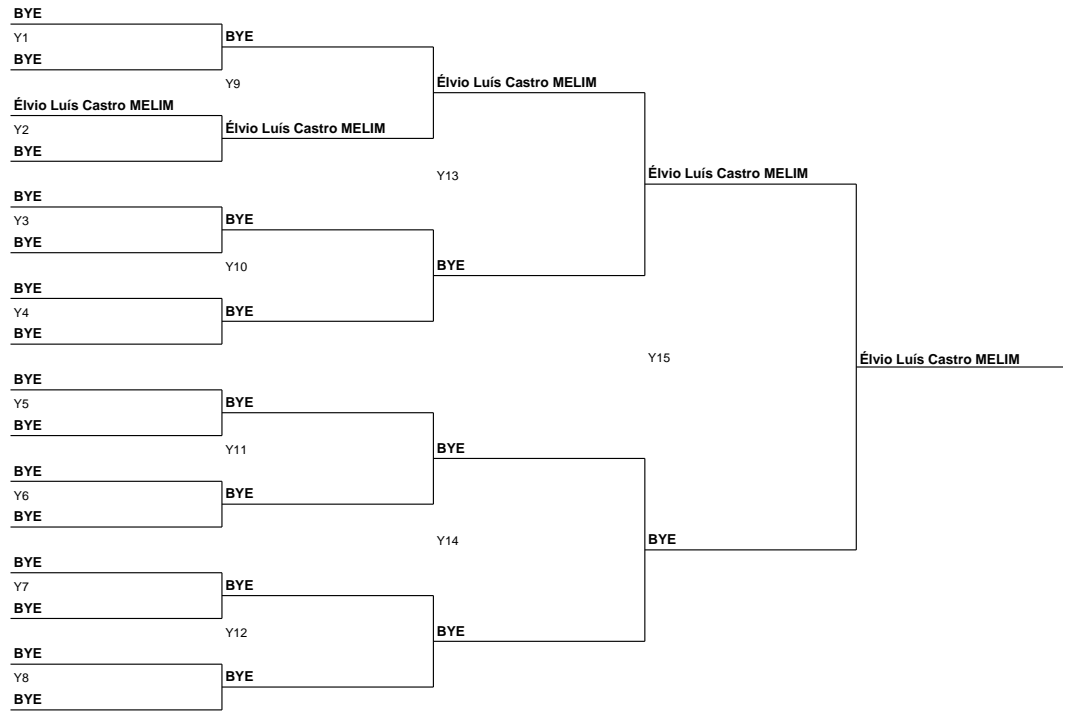 BYE
Y1
BYE
BYE
Y9
Élvio Luís Castro MELIM
Élvio Luís Castro MELIM
Y2
Élvio Luís Castro MELIM
BYE
Y13
Élvio Luís Castro MELIM
BYE
Y3
BYE
BYE
Y10
BYE
BYE
Y4
BYE
BYE
Y15
Élvio Luís Castro MELIM
BYE
Y5
BYE
BYE
Y11
BYE
BYE
Y6
BYE
BYE
Y14
BYE
BYE
Y7
BYE
BYE
Y12
BYE
BYE
Y8
BYE
BYE